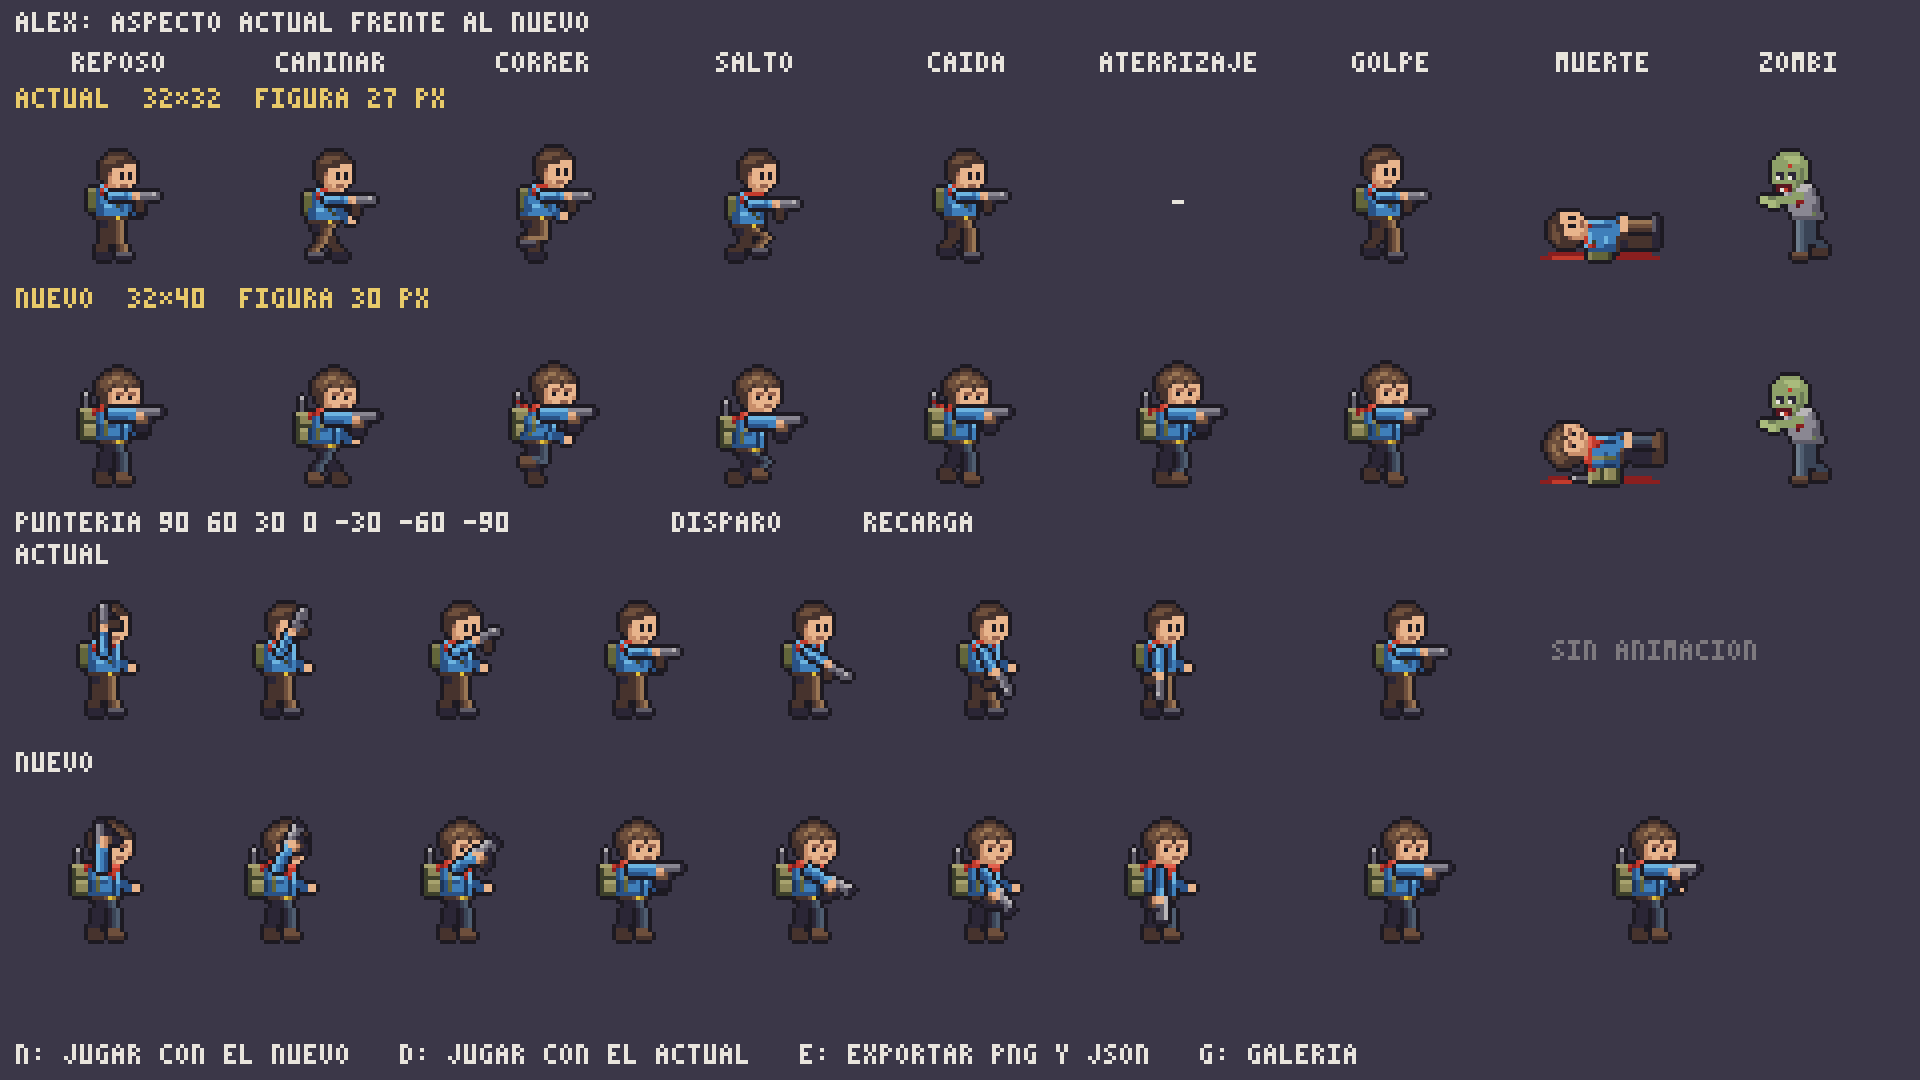 ALEX: ASPECTO ACTUAL FRENTE AL NUEVO
REPOSO CAMINAR CORRER SALTO CAIDA ATERRIZAJE GOLPE MUERTE ZOMBI
ACTUAL 32×32 FIGURA 27 PX
-
NUEVO 32×40 FIGURA 30 PX
PUNTERIA 90 60 30 0 -30 -60 -90 DISPARO RECARGA
ACTUAL
SIN ANIMACION
NUEVO
N: JUGAR CON EL NUEVO D: JUGAR CON EL ACTUAL E: EXPORTAR PNG Y JSON G: GALERIA